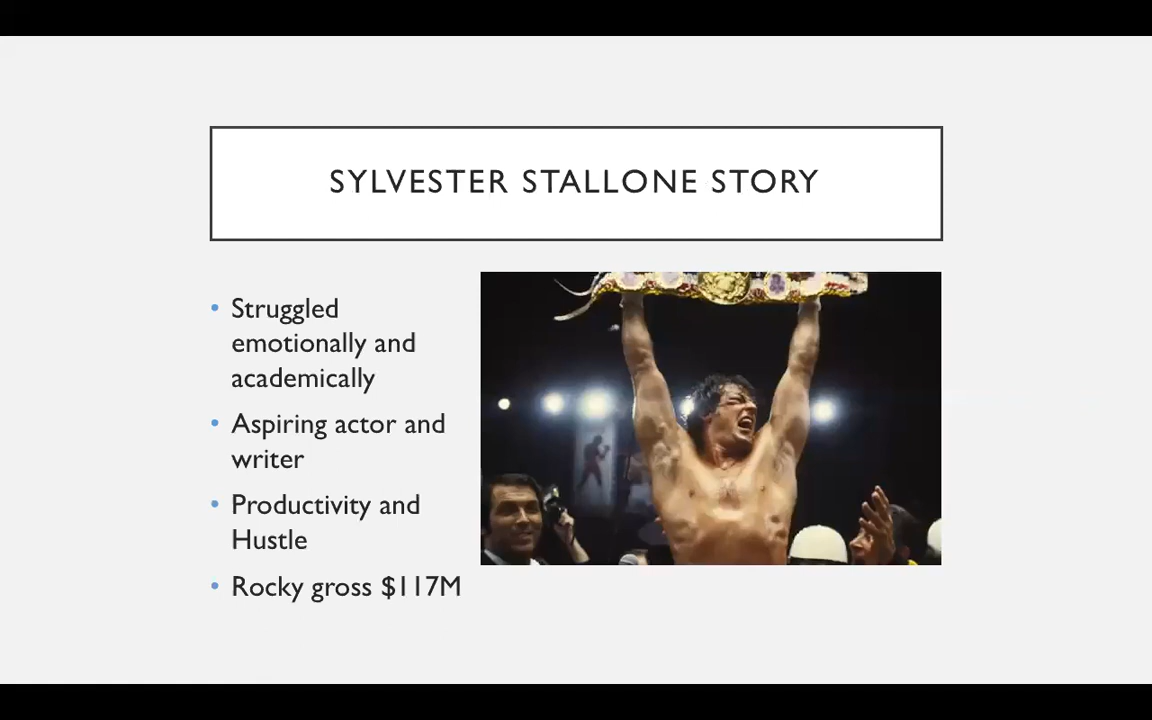 SYLVESTER STALLONE STORY
• Struggled
emotionally and
academically
• Aspiring actor and
writer
• Productivity and
Hustle
• Rocky gross $117M